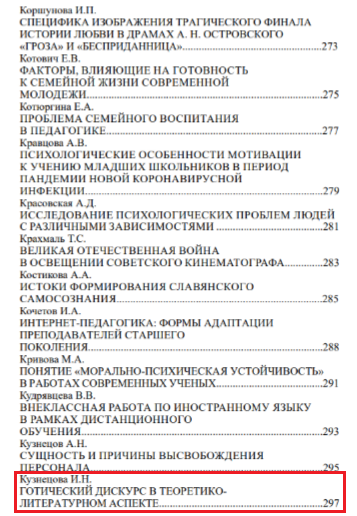 Коршунова И.П.
СПЕЦИФИКА ИЗОБРАЖЕНИЯ ТРАГИЧЕСКОГО ФИНАЛА
ИСТОРИИ ЛЮБВИ В ДРАМАХ А. Н. ОСТРОВСКОГО
«ГРОЗА» И «БЕСПРИДАННИЦА»...................................273
Котович Е.В.
ФАКТОРЫ, ВЛИЯЮЩИЕ НА ГОТОВНОСТЬ
К СЕМЕЙНОЙ ЖИЗНИ СОВРЕМЕННОЙ
МОЛОДЕЖИ...................................275
Котюргина Е.А.
ПРОБЛЕМА СЕМЕЙНОГО ВОСПИТАНИЯ
В ПЕДАГОГИКЕ...................................277
Кравцова А.В.
ПСИХОЛОГИЧЕСКИЕ ОСОБЕННОСТИ МОТИВАЦИИ
К УЧЕНИЮ МЛАДШИХ ШКОЛЬНИКОВ В ПЕРИОД
ПАНДЕМИИ НОВОЙ КОРОНАВИРУСНОЙ
ИНФЕКЦИИ...................................279
Красовская А.Д.
ИССЛЕДОВАНИЕ ПСИХОЛОГИЧЕСКИХ ПРОБЛЕМ ЛЮДЕЙ
С РАЗЛИЧНЫМИ ЗАВИСИМОСТЯМИ ...................................281
Крахмаль Т.С.
ВЕЛИКАЯ ОТЕЧЕСТВЕННАЯ ВОЙНА
В ОСВЕЩЕНИИ СОВЕТСКОГО КИНЕМАТОГРАФА...................................283
Костикова А.А.
ИСТОКИ ФОРМИРОВАНИЯ СЛАВЯНСКОГО
САМОСОЗНАНИЯ...................................285
Кочетов И.А.
ИНТЕРНЕТ-ПЕДАГОГИКА: ФОРМЫ АДАПТАЦИИ
ПРЕПОДАВАТЕЛЕЙ СТАРШЕГО
ПОКОЛЕНИЯ...................................288
Кривова М.А.
ПОНЯТИЕ «МОРАЛЬНО-ПСИХИЧЕСКАЯ УСТОЙЧИВОСТЬ»
В РАБОТАХ СОВРЕМЕННЫХ УЧЕНЫХ...................................291
Кудрявцева В.В.
ВНЕКЛАССНАЯ РАБОТА ПО ИНОСТРАННОМУ ЯЗЫКУ
В РАМКАХ ДИСТАНЦИОННОГО
ОБУЧЕНИЯ...................................293
Кузнецов А.Н.
СУЩНОСТЬ И ПРИЧИНЫ ВЫСВОБОЖДЕНИЯ
ПЕРСОНАЛА...................................295
Кузнецова И.Н.
ГОТИЧЕСКИЙ ДИСКУРС В ТЕОРЕТИКО-
ЛИТЕРАТУРНОМ АСПЕКТЕ...................................297